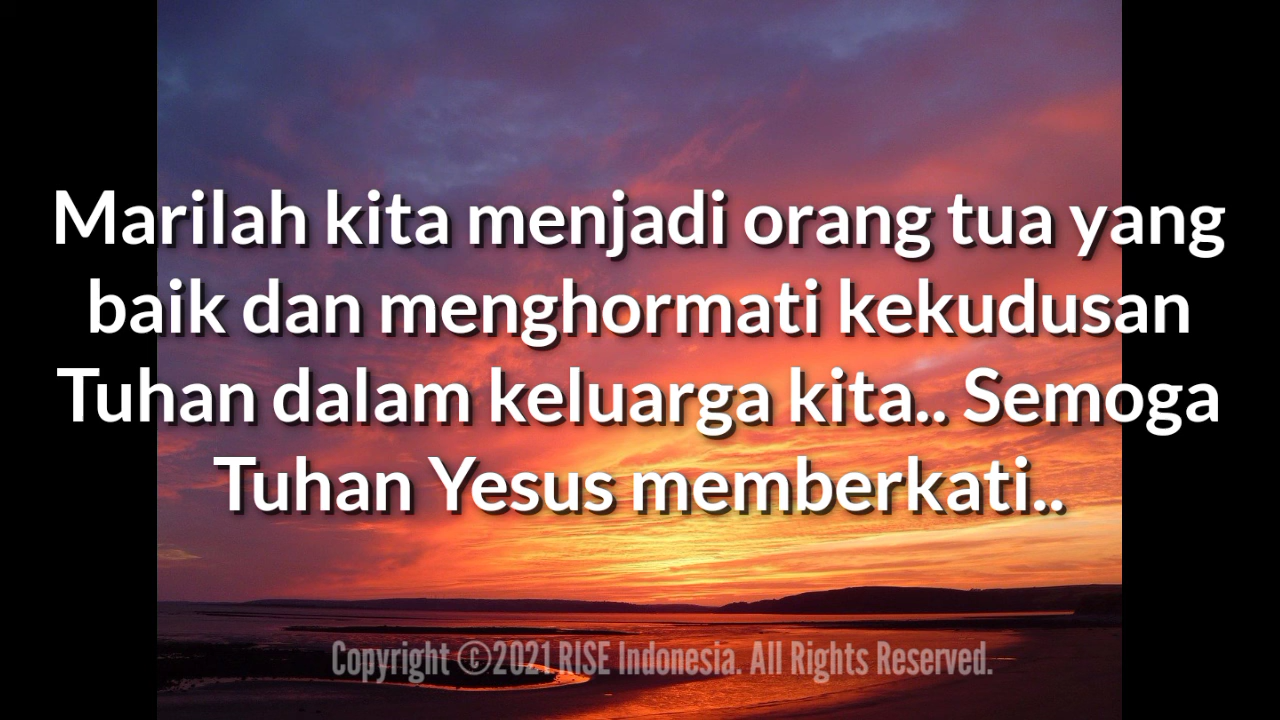 Marilah kita menjadi orang tua yang
baik dan menghormati kekudusan
Tuhan dalam keluarga kita.. Semoga
Tuhan Yesus memberkati..
Copyright ©2021 RISE Indonesia. All Rights Reserved.